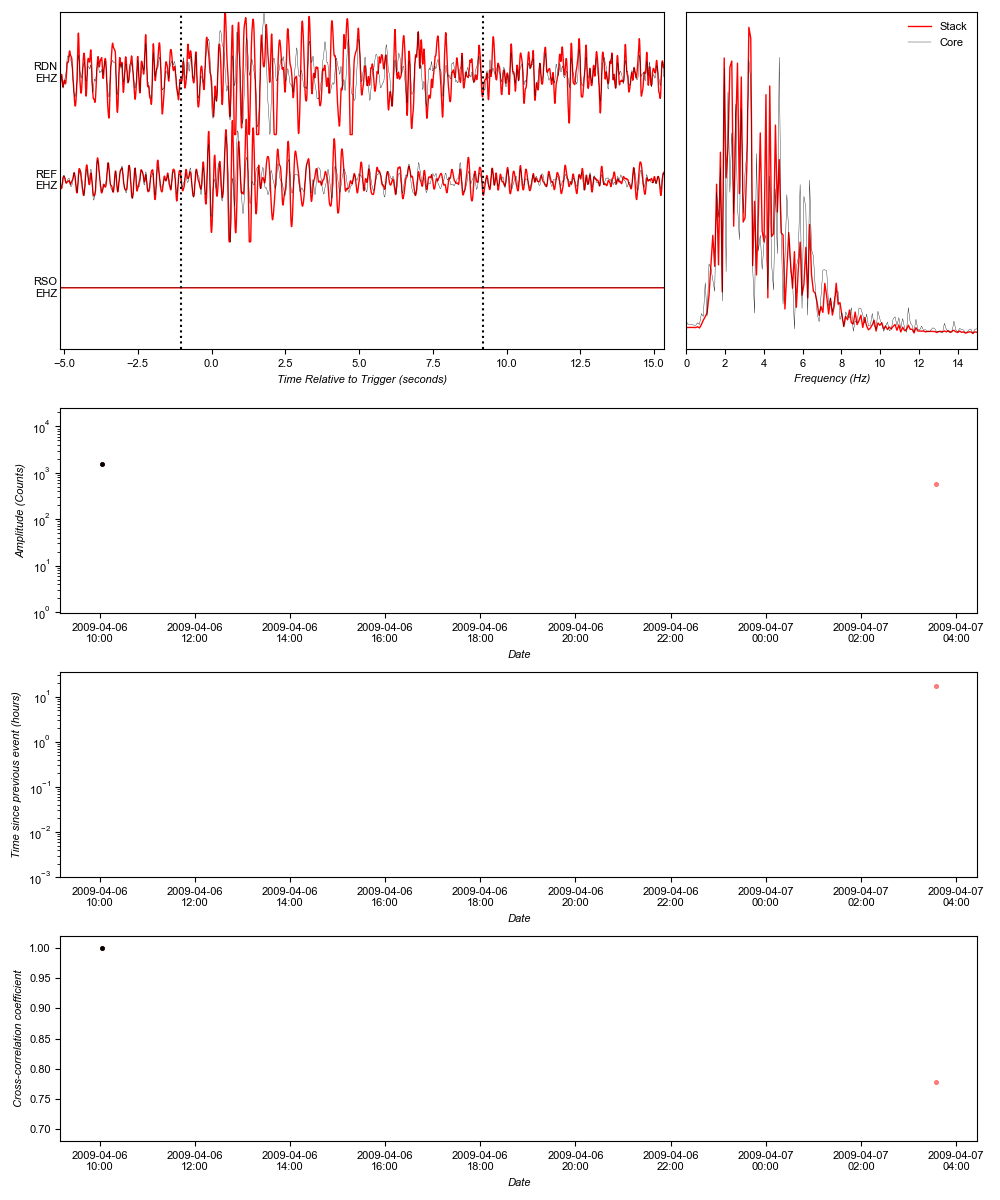 RDN
EHZ
REF
EHZ
RSO
EHZ
−5.0 −2.5 0.0 2.5 5.0 7.5 10.0 12.5 15.0
Time Relative to Trigger (seconds)
Stack
Core
0 2 4 6 8 10 12 14
Frequency (Hz)
Amplitude (Counts)
10^4
10^3
10^2
10^1
10^0
2009-04-06 2009-04-06 2009-04-06 2009-04-06 2009-04-06 2009-04-06 2009-04-06 2009-04-07 2009-04-07 2009-04-07
10:00 12:00 14:00 16:00 18:00 20:00 22:00 00:00 02:00 04:00
Date
Time since previous event (hours)
10^1
10^0
10^−1
10^−2
10^−3
2009-04-06 2009-04-06 2009-04-06 2009-04-06 2009-04-06 2009-04-06 2009-04-06 2009-04-07 2009-04-07 2009-04-07
10:00 12:00 14:00 16:00 18:00 20:00 22:00 00:00 02:00 04:00
Date
Cross-correlation coefficient
1.00
0.95
0.90
0.85
0.80
0.75
0.70
2009-04-06 2009-04-06 2009-04-06 2009-04-06 2009-04-06 2009-04-06 2009-04-06 2009-04-07 2009-04-07 2009-04-07
10:00 12:00 14:00 16:00 18:00 20:00 22:00 00:00 02:00 04:00
Date